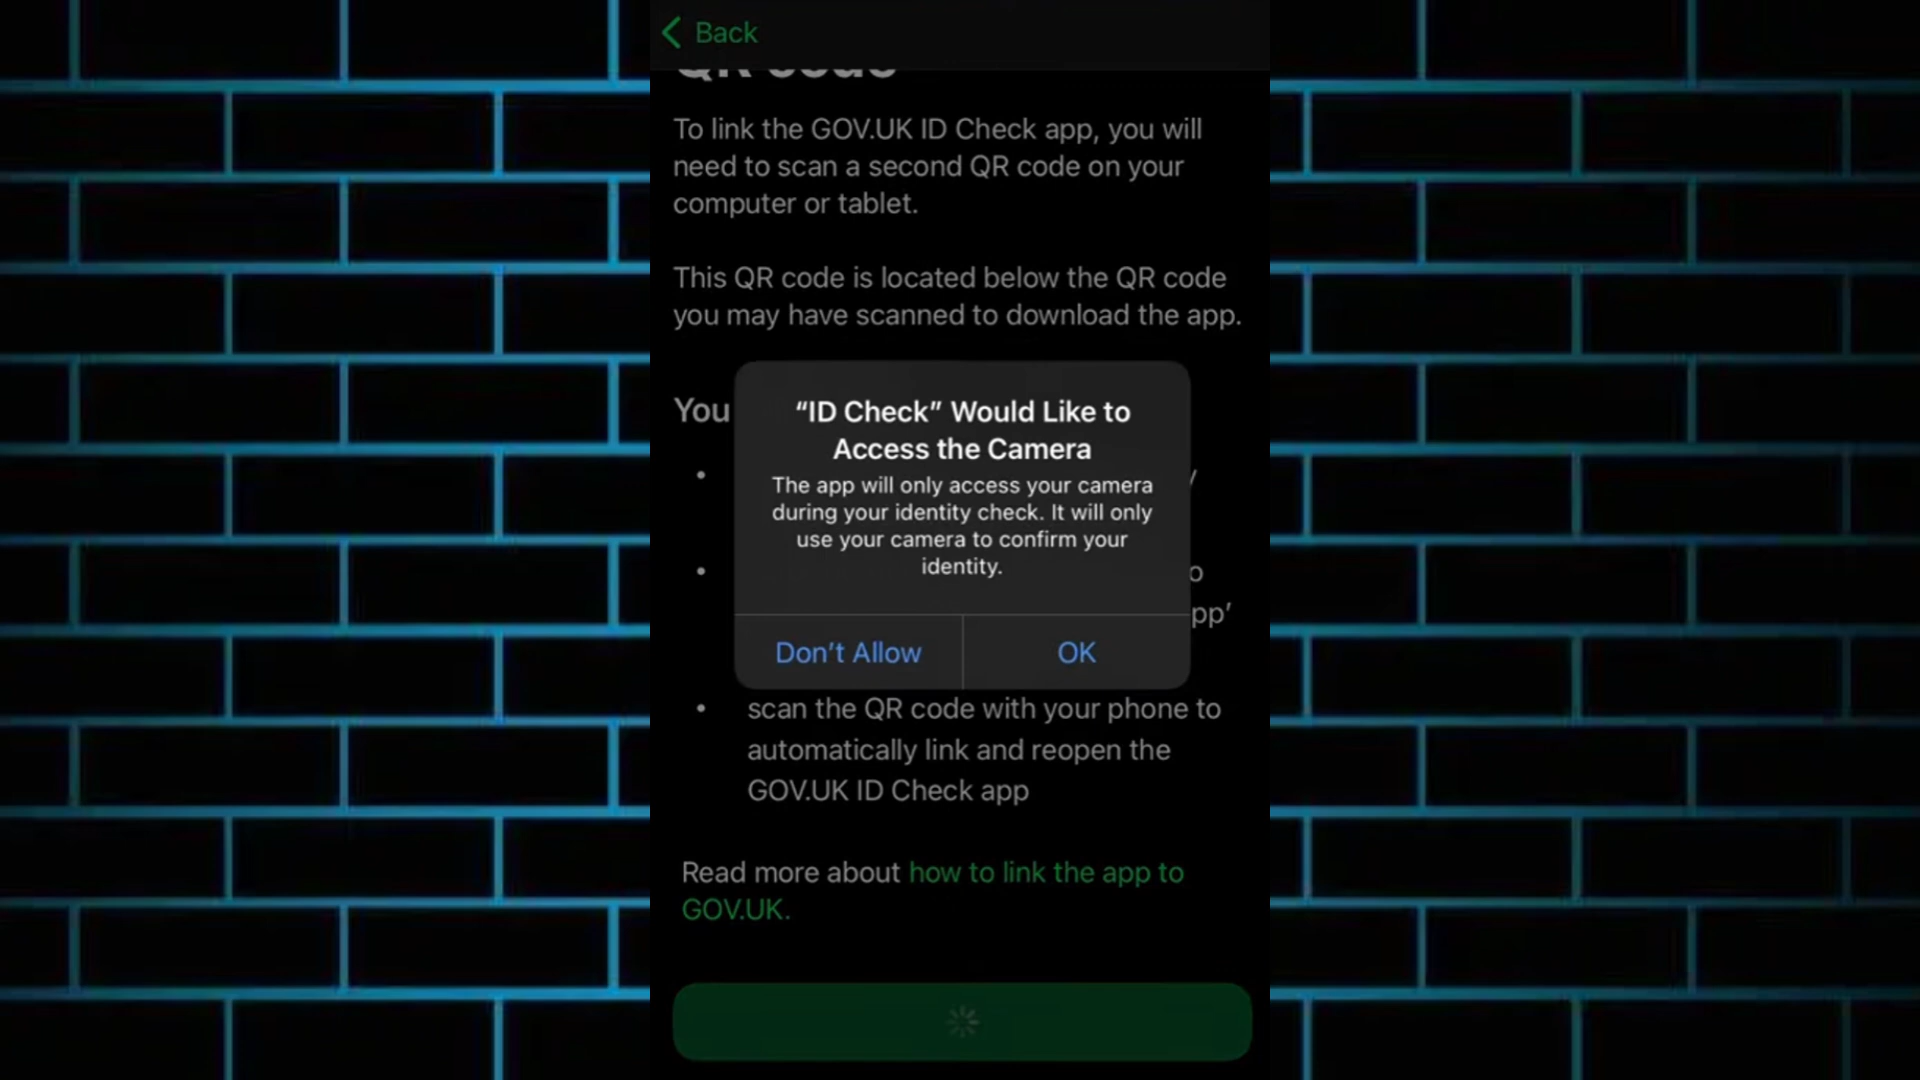 Back
QR code
To link the GOV.UK ID Check app, you will
need to scan a second QR code on your
computer or tablet.
This QR code is located below the QR code
you may have scanned to download the app.
You
“ID Check” Would Like to
Access the Camera
The app will only access your camera
during your identity check. It will only
use your camera to confirm your
identity.
Don’t Allow
OK
scan the QR code with your phone to
automatically link and reopen the
GOV.UK ID Check app
Read more about how to link the app to
GOV.UK.